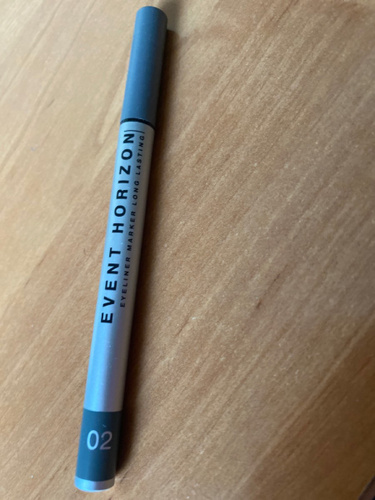 EVENT HORIZON
EYELINER MARKER LONG LASTING
02